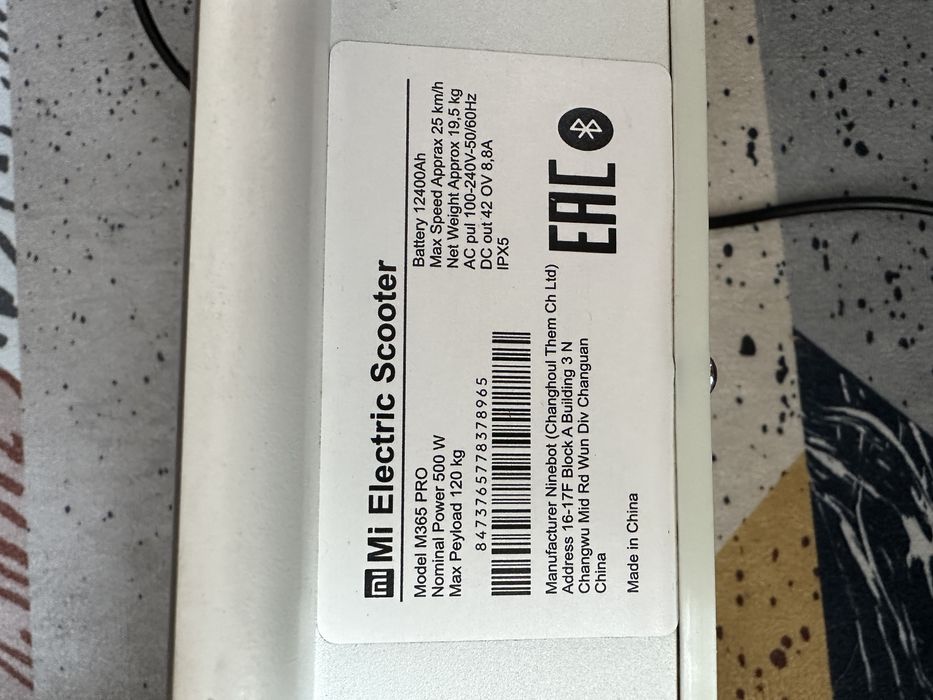 mi Mi Electric Scooter
Model M365 PRO
Nominal Power 500 W
Max Peyload 120 kg
Battery 12400Ah
Max Speed Apprax 25 km/h
Net Weight Approx 19,5 kg
AC pul 100-240V-50/60Hz
DC out 42 OV 8,8A
IPX5
8473765778378965
Manufacturer Ninebot (Changhoul Them Ch Ltd)
Address 16-17F Block A Building 3 N
Changwu Mid Rd Wun Div Changuan
China
Made in China
EAC